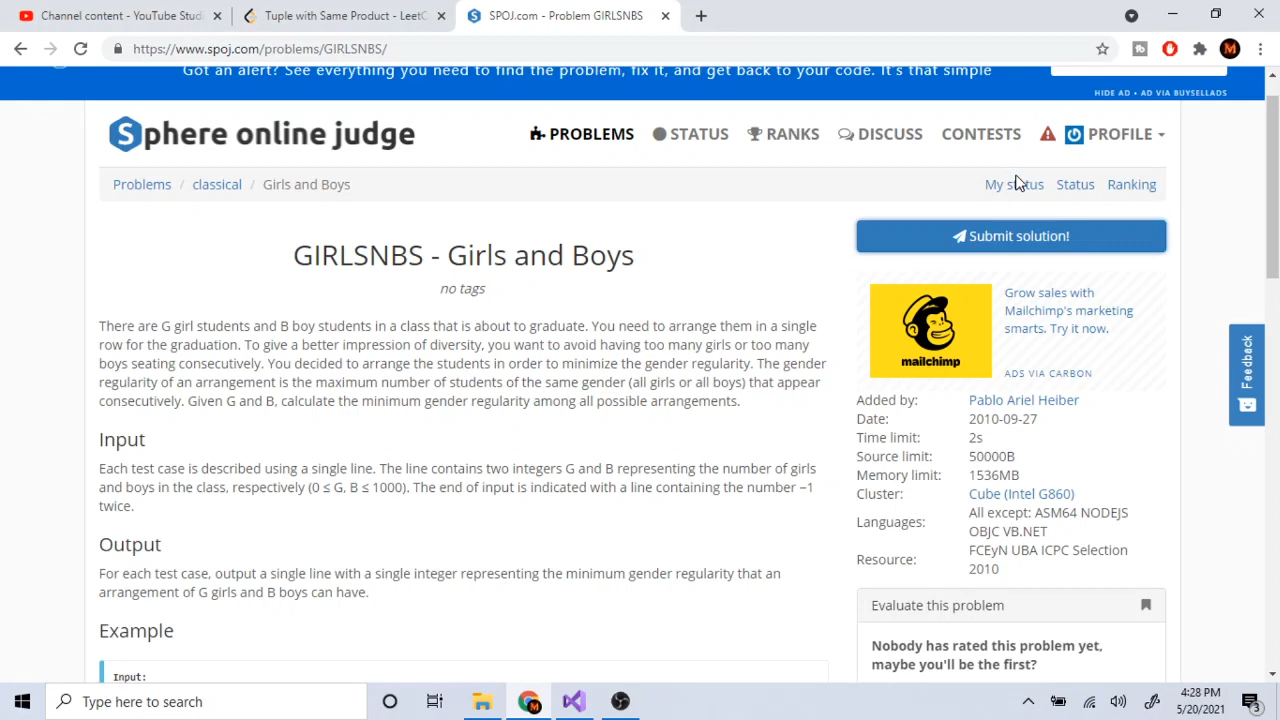 Channel content - YouTube Stud
Tuple with Same Product - LeetC
SPOJ.com - Problem GIRLSNBS
https://www.spoj.com/problems/GIRLSNBS/
Got an alert? See everything you need to find the problem, fix it, and get back to your code. It's that simple
HIDE AD • AD VIA BUYSELLADS
Sphere online judge
PROBLEMS STATUS RANKS DISCUSS CONTESTS PROFILE
Problems / classical / Girls and Boys
My status Status Ranking
Submit solution!
GIRLSNBS - Girls and Boys
no tags
There are G girl students and B boy students in a class that is about to graduate. You need to arrange them in a single
row for the graduation. To give a better impression of diversity, you want to avoid having too many girls or too many
boys seating consecutively. You decided to arrange the students in order to minimize the gender regularity. The gender
regularity of an arrangement is the maximum number of students of the same gender (all girls or all boys) that appear
consecutively. Given G and B, calculate the minimum gender regularity among all possible arrangements.
Input
Each test case is described using a single line. The line contains two integers G and B representing the number of girls
and boys in the class, respectively (0 ≤ G, B ≤ 1000). The end of input is indicated with a line containing the number −1
twice.
Output
For each test case, output a single line with a single integer representing the minimum gender regularity that an
arrangement of G girls and B boys can have.
Example
Input:
mailchimp
Grow sales with
Mailchimp's marketing
smarts. Try it now.
ADS VIA CARBON
Added by: Pablo Ariel Heiber
Date: 2010-09-27
Time limit: 2s
Source limit: 50000B
Memory limit: 1536MB
Cluster: Cube (Intel G860)
Languages: All except: ASM64 NODEJS
OBJC VB.NET
Resource: FCEyN UBA ICPC Selection
2010
Evaluate this problem
Nobody has rated this problem yet,
maybe you'll be the first?
Feedback
M
Type here to search
M
4:28 PM
5/20/2021
3